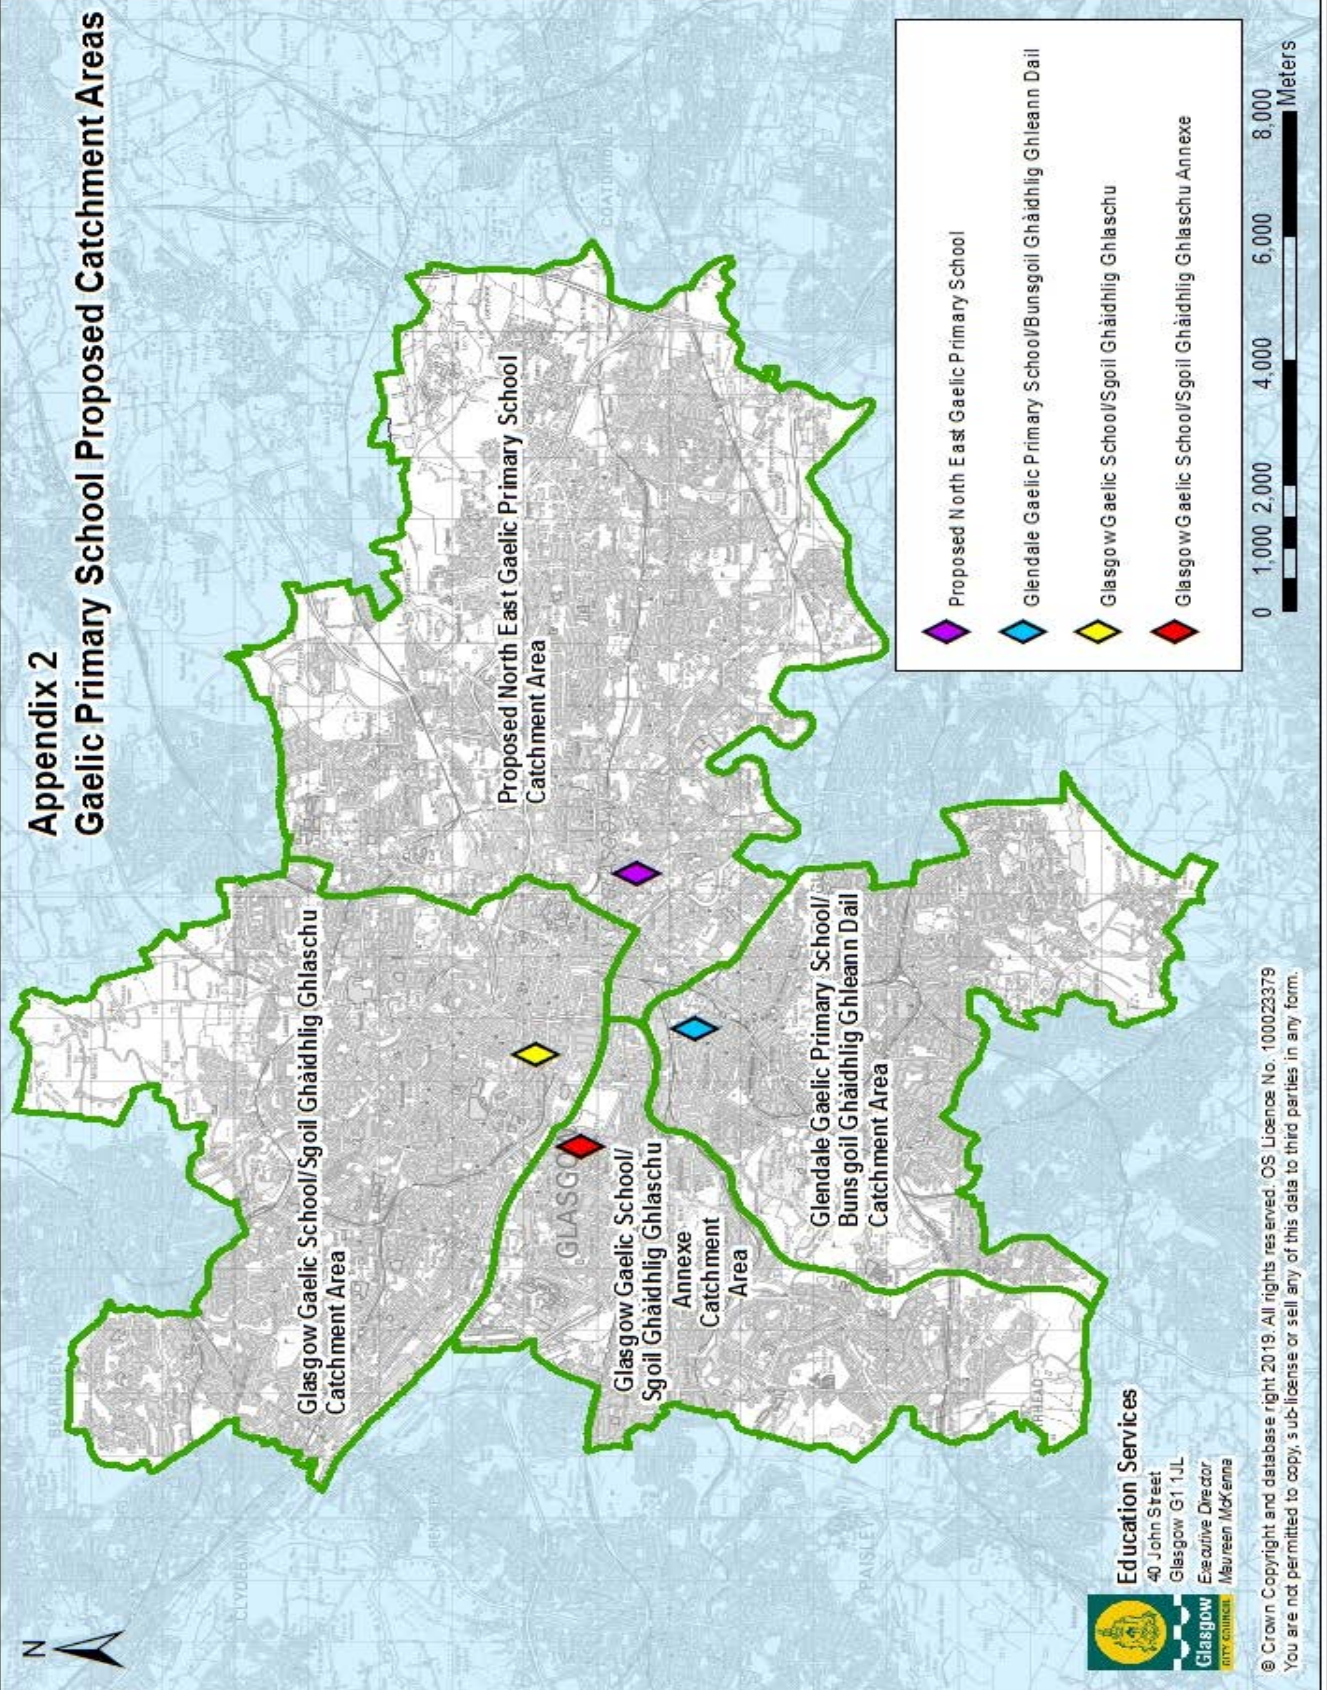 Appendix 2
Gaelic Primary School Proposed Catchment Areas
N
BEARSDEN
CLYDEBANK
Glasgow Gaelic School/Sgoil Ghàidhlig Ghlaschu
Catchment Area
Proposed North East Gaelic Primary School
Catchment Area
COATBRIDGE
GLASGOW
Glasgow Gaelic School/
Sgoil Ghàidhlig Ghlaschu
Annexe
Catchment
Area
Glendale Gaelic Primary School/
Bunsgoil Ghàidhlig Ghleann Dail
Catchment Area
PAISLEY
RHEAD
Proposed North East Gaelic Primary School
Glendale Gaelic Primary School/Bunsgoil Ghàidhlig Ghleann Dail
Glasgow Gaelic School/Sgoil Ghàidhlig Ghlaschu
Glasgow Gaelic School/Sgoil Ghàidhlig Ghlaschu Annexe
0 1,000 2,000 4,000 6,000 8,000
Meters
Glasgow
CITY COUNCIL
Education Services
40 John Street
Glasgow G1 1JL
Executive Director
Maureen McKenna
© Crown Copyright and database right 2019. All rights reserved. OS Licence No. 100023379
You are not permitted to copy, sub-license or sell any of this data to third parties in any form.